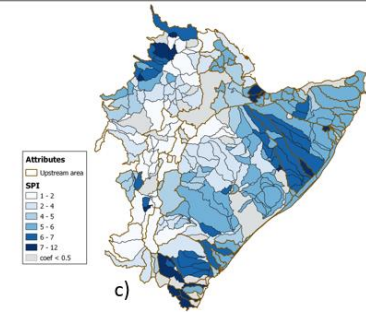 Attributes
Upstream area
SPI
1 - 2
2 - 4
4 - 5
5 - 6
6 - 7
7 - 12
coef < 0.5
c)